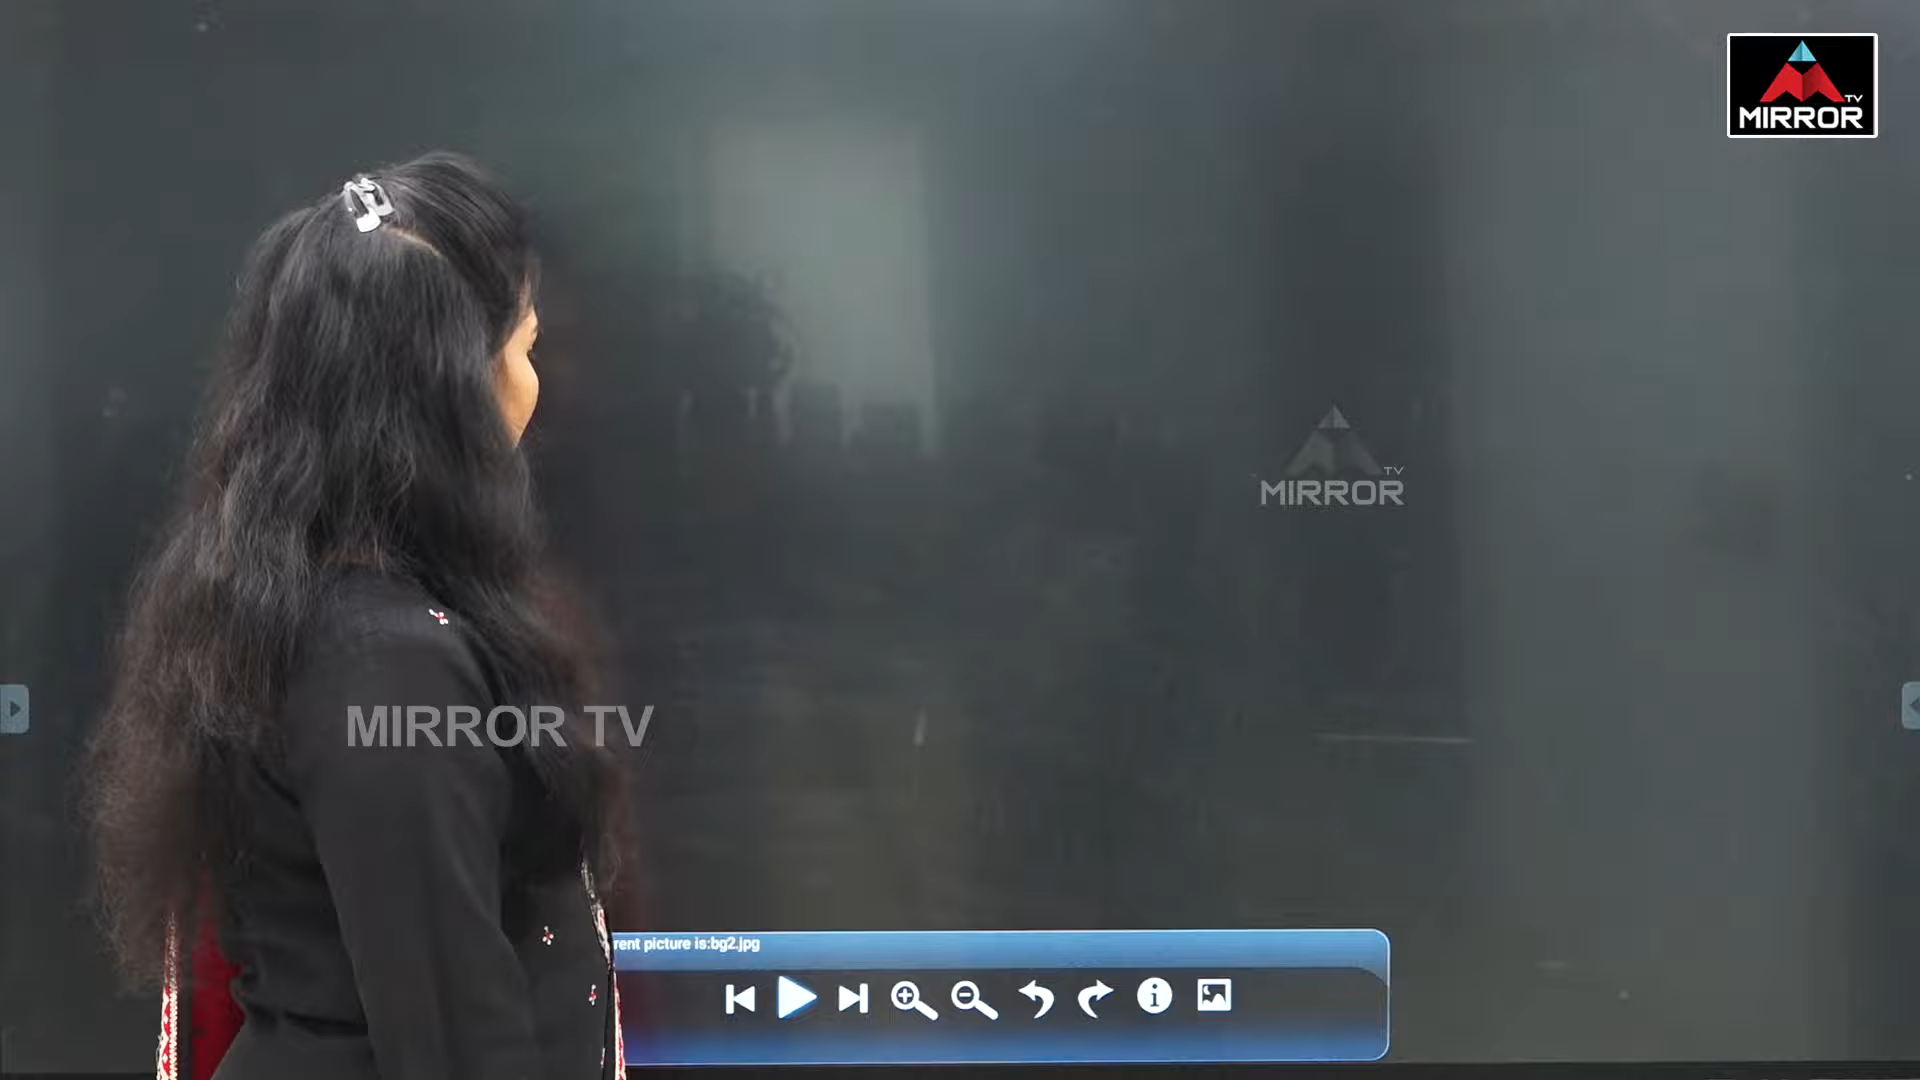 TV
MIRROR
TV
MIRROR
MIRROR TV
rent picture is:bg2.jpg